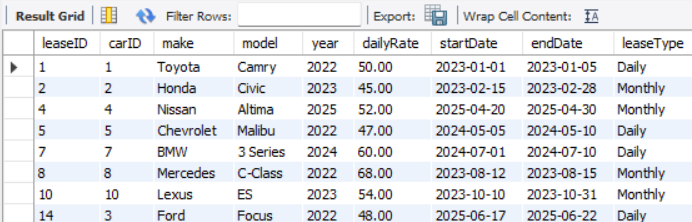 Result Grid Filter Rows: Export: Wrap Cell Content: IA
leaseID carID make model year dailyRate startDate endDate leaseType
1 1 Toyota Camry 2022 50.00 2023-01-01 2023-01-05 Daily
2 2 Honda Civic 2023 45.00 2023-02-15 2023-02-28 Monthly
4 4 Nissan Altima 2025 52.00 2025-04-20 2025-04-30 Monthly
5 5 Chevrolet Malibu 2022 47.00 2024-05-05 2024-05-10 Daily
7 7 BMW 3 Series 2024 60.00 2024-07-01 2024-07-10 Daily
8 8 Mercedes C-Class 2022 68.00 2023-08-12 2023-08-15 Monthly
10 10 Lexus ES 2023 54.00 2023-10-10 2023-10-31 Monthly
14 3 Ford Focus 2022 48.00 2025-06-17 2025-06-22 Daily